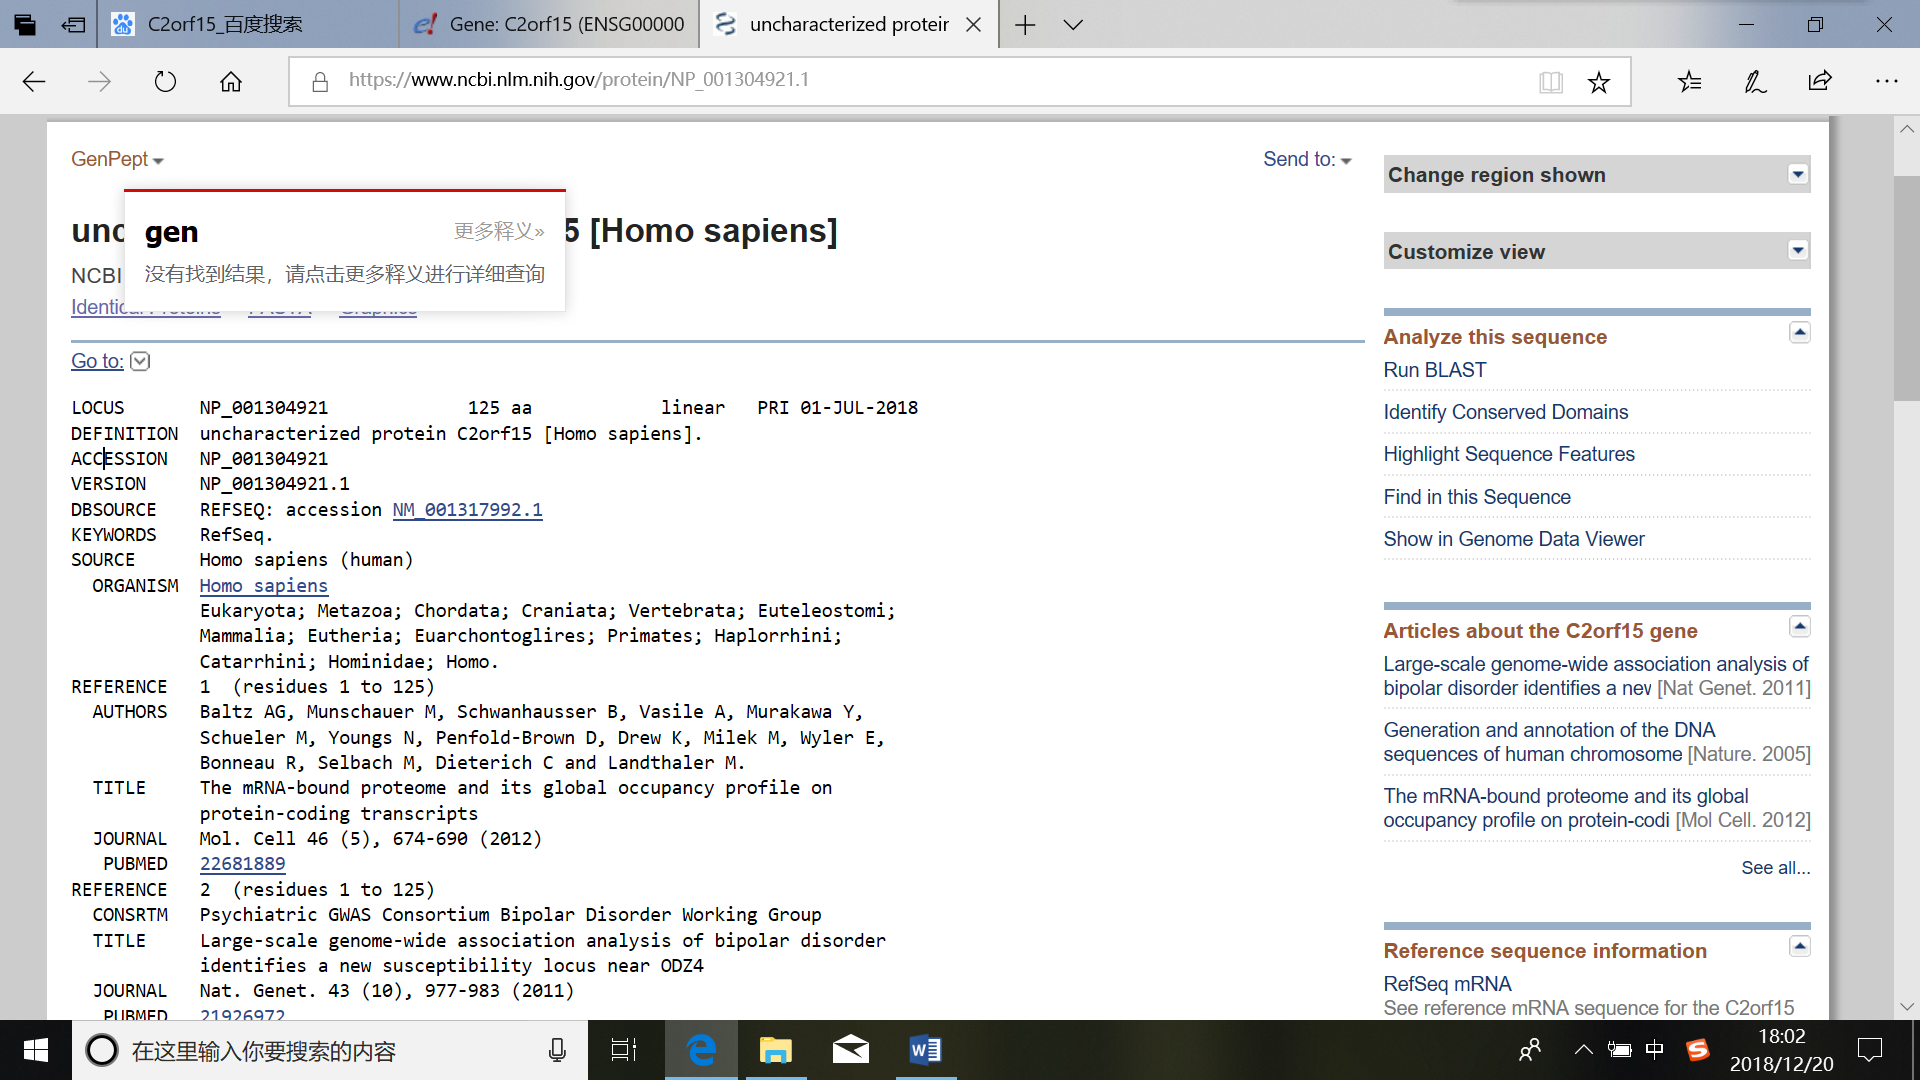 C2orf15_百度搜索
Gene: C2orf15 (ENSG00000
uncharacterized protein
https://www.ncbi.nlm.nih.gov/protein/NP_001304921.1
GenPept
Send to:
unc
5 [Homo sapiens]
gen
更多释义»
没有找到结果，请点击更多释义进行详细查询
NCBI
Identical Proteins FASTA Graphics
Go to:
LOCUS NP_001304921 125 aa linear PRI 01-JUL-2018
DEFINITION uncharacterized protein C2orf15 [Homo sapiens].
ACCESSION NP_001304921
VERSION NP_001304921.1
DBSOURCE REFSEQ: accession NM_001317992.1
KEYWORDS RefSeq.
SOURCE Homo sapiens (human)
ORGANISM Homo sapiens
Eukaryota; Metazoa; Chordata; Craniata; Vertebrata; Euteleostomi;
Mammalia; Eutheria; Euarchontoglires; Primates; Haplorrhini;
Catarrhini; Hominidae; Homo.
REFERENCE 1 (residues 1 to 125)
AUTHORS Baltz AG, Munschauer M, Schwanhausser B, Vasile A, Murakawa Y,
Schueler M, Youngs N, Penfold-Brown D, Drew K, Milek M, Wyler E,
Bonneau R, Selbach M, Dieterich C and Landthaler M.
TITLE The mRNA-bound proteome and its global occupancy profile on
protein-coding transcripts
JOURNAL Mol. Cell 46 (5), 674-690 (2012)
PUBMED 22681889
REFERENCE 2 (residues 1 to 125)
CONSRTM Psychiatric GWAS Consortium Bipolar Disorder Working Group
TITLE Large-scale genome-wide association analysis of bipolar disorder
identifies a new susceptibility locus near ODZ4
JOURNAL Nat. Genet. 43 (10), 977-983 (2011)
PUBMED 21926972
Change region shown
Customize view
Analyze this sequence
Run BLAST
Identify Conserved Domains
Highlight Sequence Features
Find in this Sequence
Show in Genome Data Viewer
Articles about the C2orf15 gene
Large-scale genome-wide association analysis of
bipolar disorder identifies a new [Nat Genet. 2011]
Generation and annotation of the DNA
sequences of human chromosome [Nature. 2005]
The mRNA-bound proteome and its global
occupancy profile on protein-codi [Mol Cell. 2012]
See all...
Reference sequence information
RefSeq mRNA
See reference mRNA sequence for the C2orf15
在这里输入你要搜索的内容
中
18:02
2018/12/20